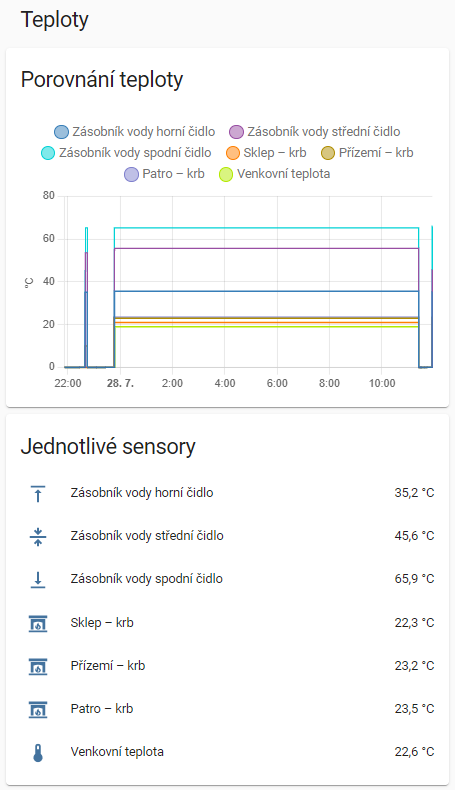 Teploty
Porovnání teploty
Zásobník vody horní čidlo Zásobník vody střední čidlo
Zásobník vody spodní čidlo Sklep – krb Přízemí – krb
Patro – krb Venkovní teplota
80
60
°C
40
20
0
22:00 28. 7. 2:00 4:00 6:00 8:00 10:00
Jednotlivé sensory
Zásobník vody horní čidlo 35,2 °C
Zásobník vody střední čidlo 45,6 °C
Zásobník vody spodní čidlo 65,9 °C
Sklep – krb 22,3 °C
Přízemí – krb 23,2 °C
Patro – krb 23,5 °C
Venkovní teplota 22,6 °C